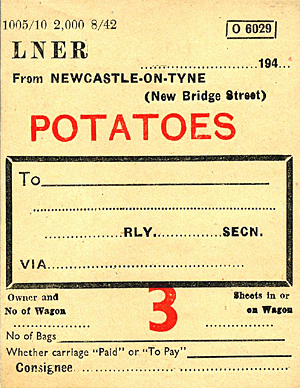 1005/10 2,000 8/42 O 6029
LNER ..............................194...
From NEWCASTLE-ON-TYNE
(New Bridge Street)
POTATOES
To
..............................
....................RLY...............SECN.
VIA..............................
Owner and 3 Sheets in or
No of Wagon on Wagon
No of Bags
Whether carriage "Paid" or "To Pay"
Consignee ..............................